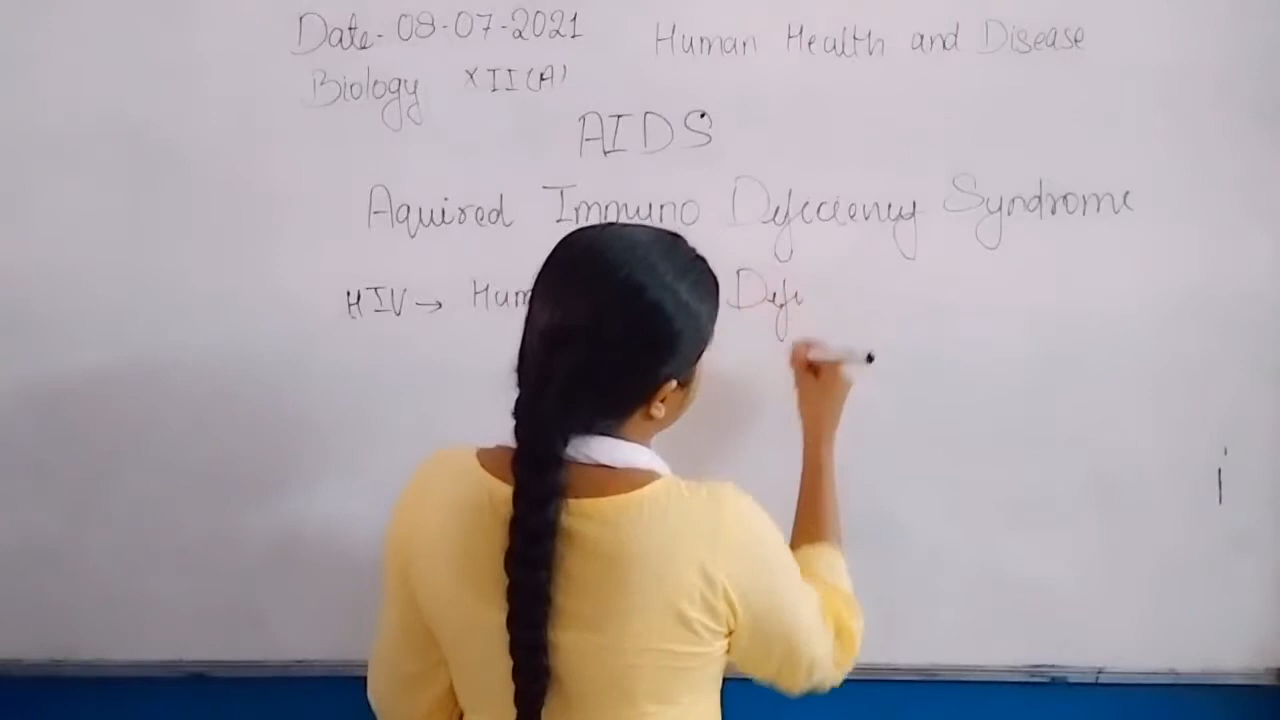 Date-08-07-2021 Human Health and Disease
Biology XII(A)
AIDS
Aquired Immuno Deficiency Syndrome
HIV → Hum Defi